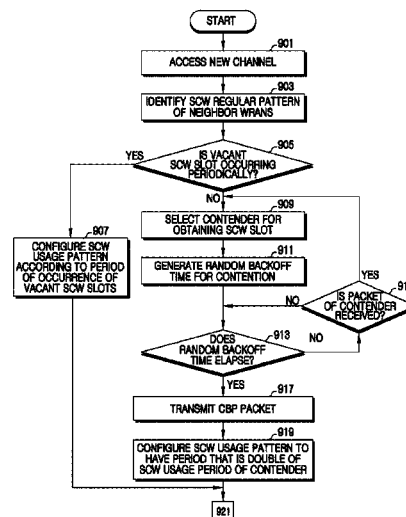 START
901
ACCESS NEW CHANNEL
903
IDENTIFY SCW REGULAR PATTERN
OF NEIGHBOR WRANS
905
IS VACANT
SCW SLOT OCCURRING
PERIODICALLY?
YES
NO
907
CONFIGURE SCW
USAGE PATTERN
ACCORDING TO PERIOD
OF OCCURRENCE OF
VACANT SCW SLOTS
909
SELECT CONTENDER FOR
OBTAINING SCW SLOT
911
GENERATE RANDOM BACKOFF
TIME FOR CONTENTION
YES
91
IS PACKET
OF CONTENDER
RECEIVED?
NO
913
DOES
RANDOM BACKOFF
TIME ELAPSE?
NO
YES
917
TRANSMIT CBP PACKET
919
CONFIGURE SCW USAGE PATTERN TO
HAVE PERIOD THAT IS DOUBLE OF
SCW USAGE PERIOD OF CONTENDER
921